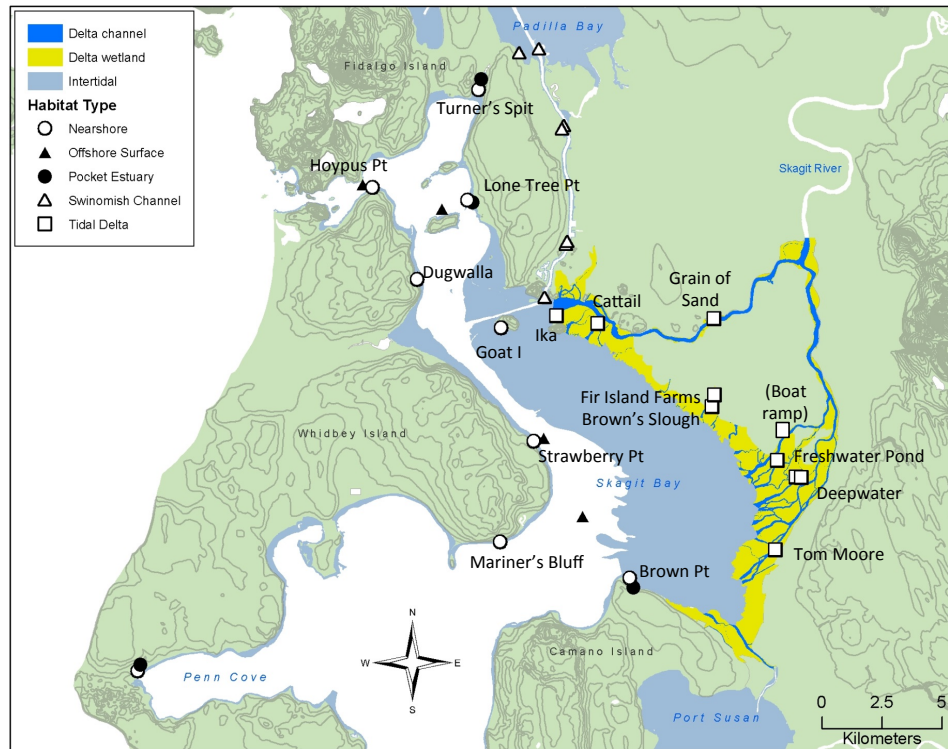 Delta channel
Delta wetland
Intertidal
Habitat Type
Nearshore
Offshore Surface
Pocket Estuary
Swinomish Channel
Tidal Delta
Padilla Bay
Fidalgo Island
Turner's Spit
Hoypus Pt
Lone Tree Pt
Skagit River
Dugwalla
Grain of
Sand
Cattail
Ika
Goat I
Fir Island Farms
Brown's Slough
(Boat
ramp)
Whidbey Island
Strawberry Pt
Freshwater Pond
Skagit Bay
Deepwater
Mariner's Bluff
Tom Moore
Brown Pt
N
W
E
S
Camano Island
Penn Cove
Port Susan
0 2.5 5
Kilometers